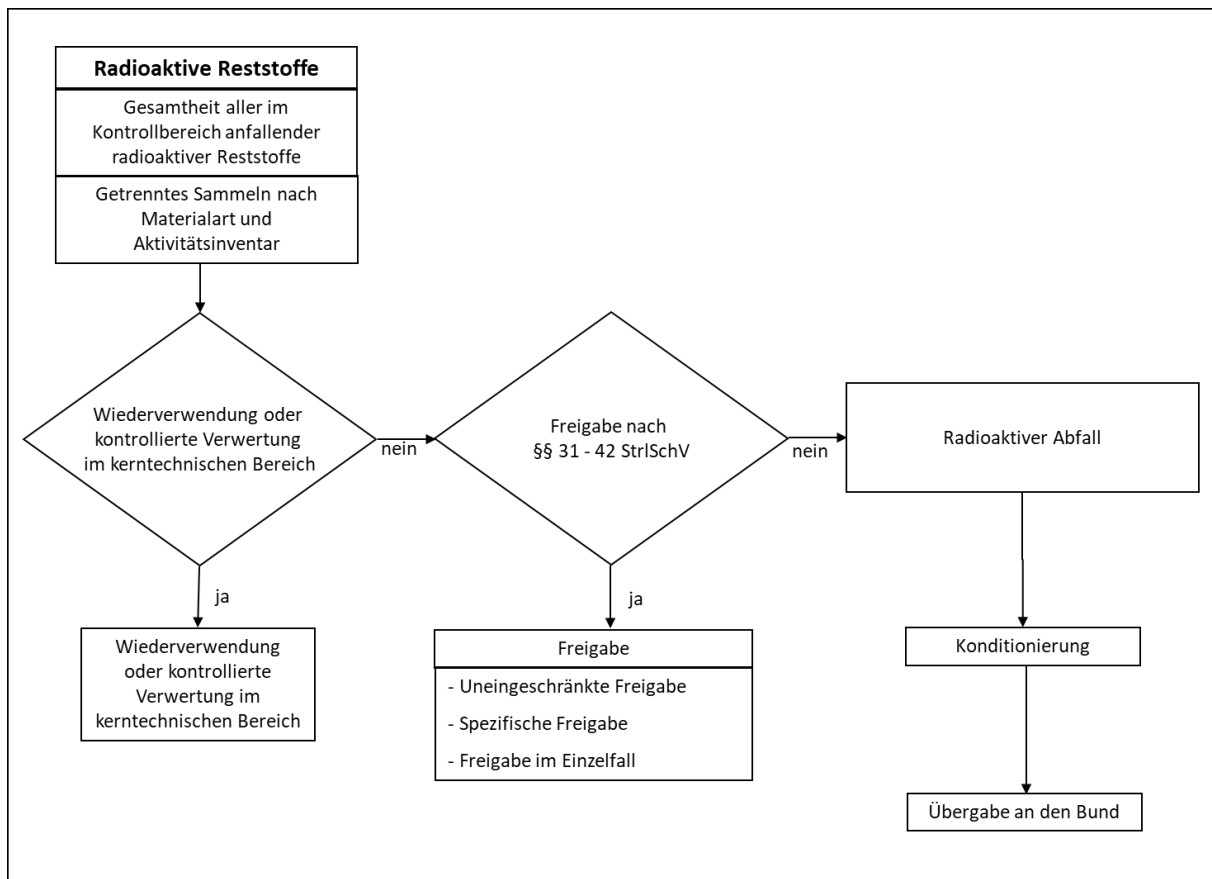 Radioaktive Reststoffe
Gesamtheit aller im
Kontrollbereich anfallender
radioaktiver Reststoffe
Getrenntes Sammeln nach
Materialart und
Aktivitätsinventar
Wiederverwendung oder
kontrollierte Verwertung
im kerntechnischen Bereich
nein
ja
Wiederverwendung
oder kontrollierte
Verwertung im
kerntechnischen Bereich
Freigabe nach
§§ 31 - 42 StrlSchV
nein
ja
Freigabe
- Uneingeschränkte Freigabe
- Spezifische Freigabe
- Freigabe im Einzelfall
Radioaktiver Abfall
Konditionierung
Übergabe an den Bund